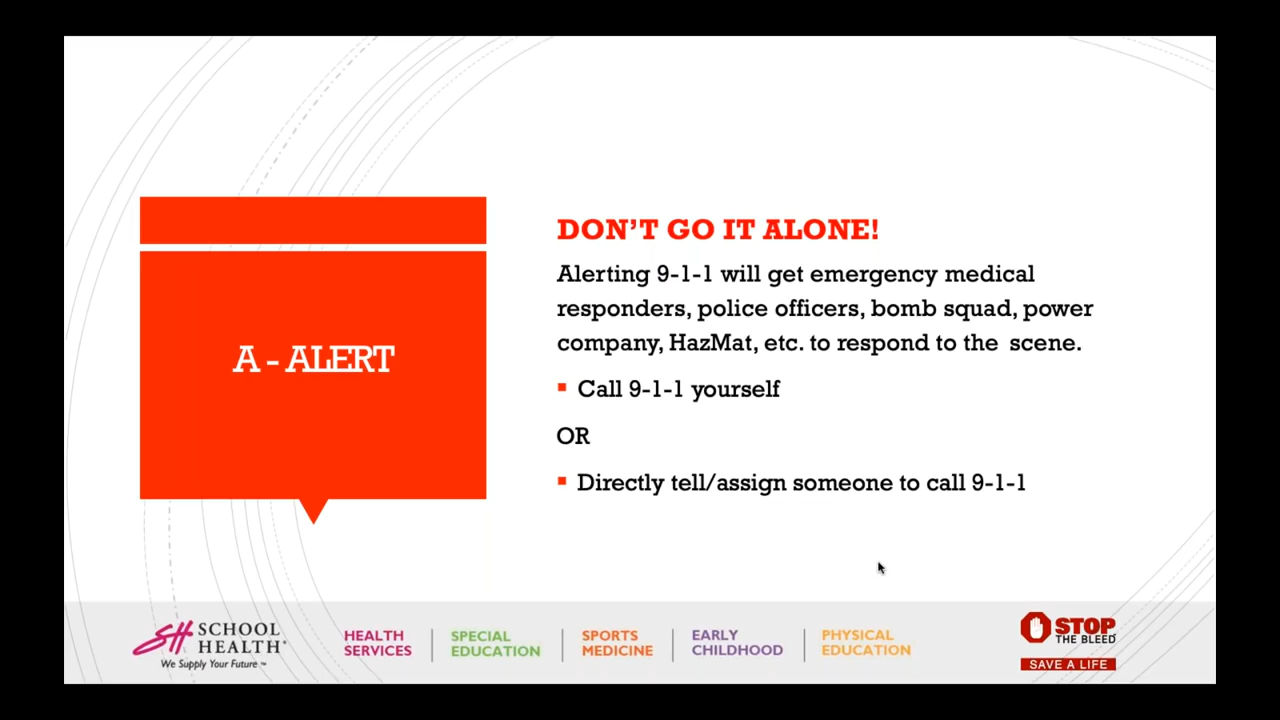 A - ALERT
DON'T GO IT ALONE!
Alerting 9-1-1 will get emergency medical
responders, police officers, bomb squad, power
company, HazMat, etc. to respond to the scene.
▪ Call 9-1-1 yourself
OR
▪ Directly tell/assign someone to call 9-1-1
SH SCHOOL
HEALTH
We Supply Your Future ™
HEALTH
SERVICES
SPECIAL
EDUCATION
SPORTS
MEDICINE
EARLY
CHILDHOOD
PHYSICAL
EDUCATION
STOP
THE BLEED
SAVE A LIFE